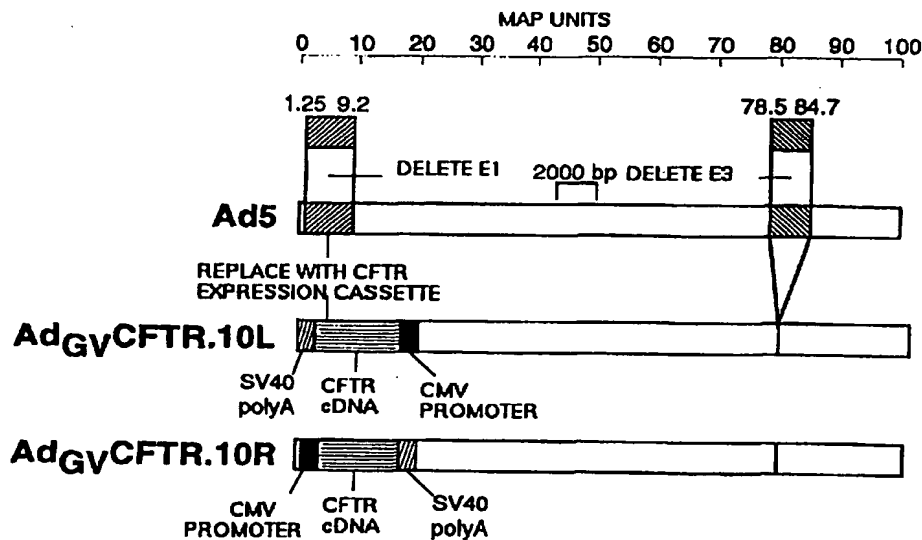 MAP UNITS
0 10 20 30 40 50 60 70 80 90 100
1.25 9.2 78.5 84.7
DELETE E1 2000 bp DELETE E3
Ad5
REPLACE WITH CFTR
EXPRESSION CASSETTE
AdGVCFTR.10L
SV40
polyA
CFTR
cDNA
CMV
PROMOTER
AdGVCFTR.10R
CMV
PROMOTER
CFTR
cDNA
SV40
polyA